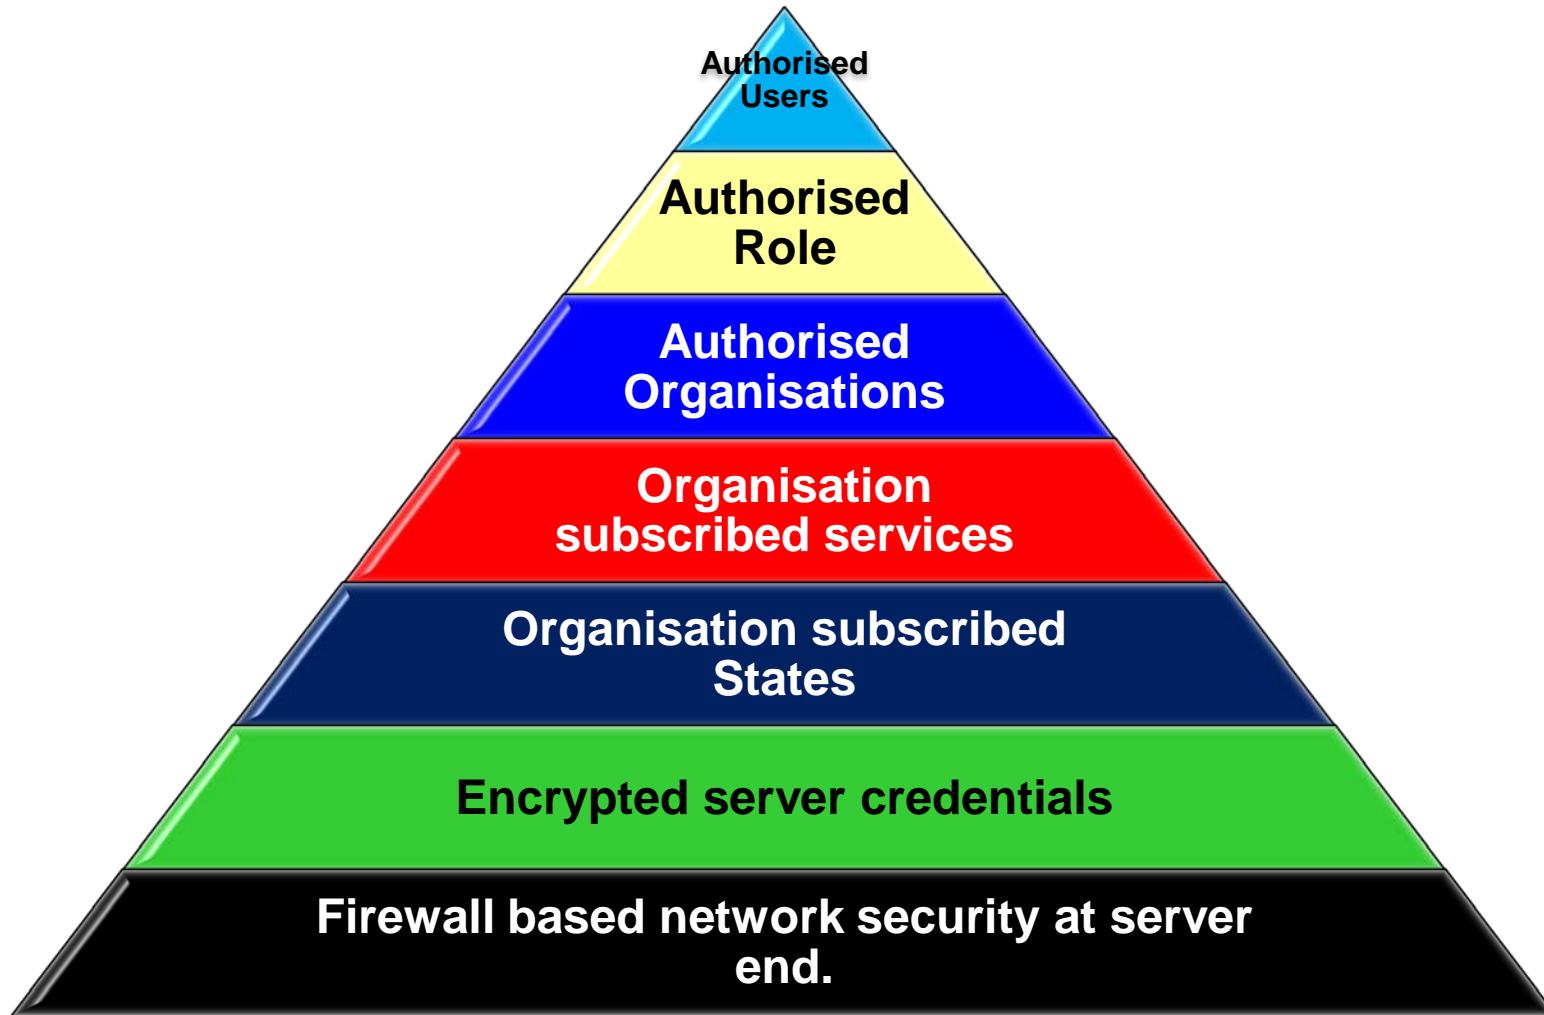 Authorised
Users
Authorised
Role
Authorised
Organisations
Organisation
subscribed services
Organisation subscribed
States
Encrypted server credentials
Firewall based network security at server
end.